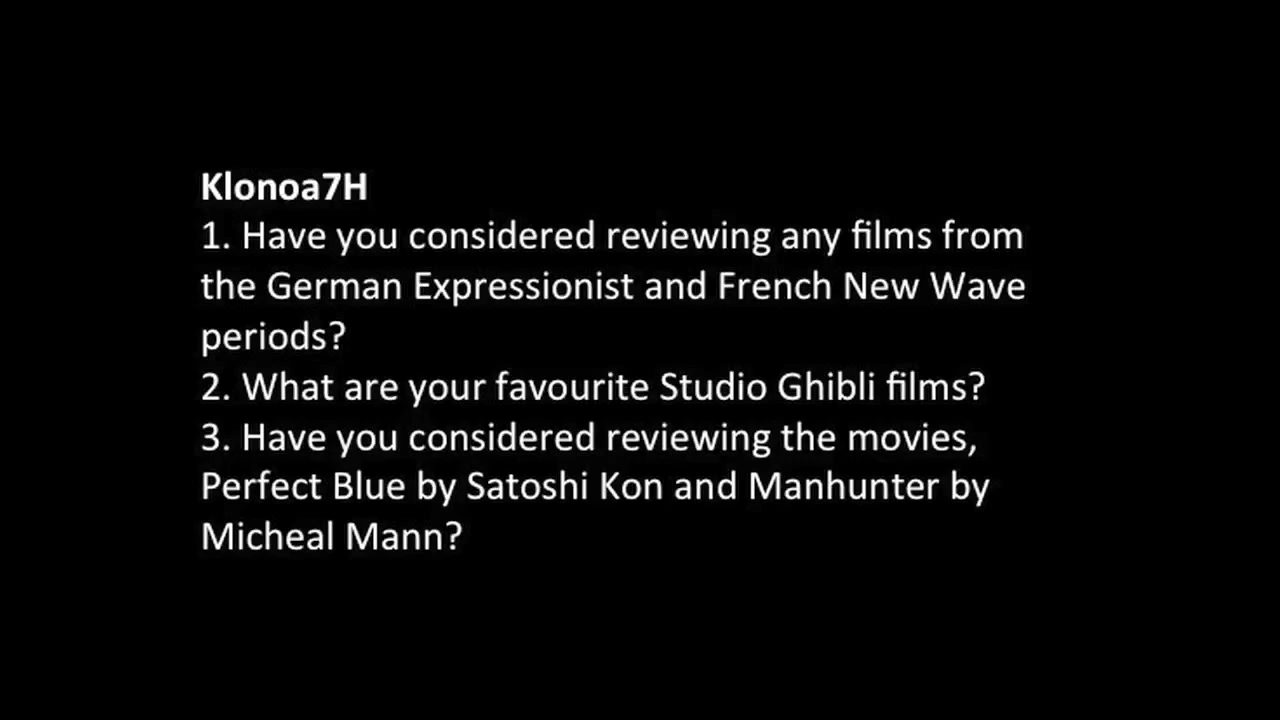 Klonoa7H
1. Have you considered reviewing any films from
the German Expressionist and French New Wave
periods?
2. What are your favourite Studio Ghibli films?
3. Have you considered reviewing the movies,
Perfect Blue by Satoshi Kon and Manhunter by
Micheal Mann?